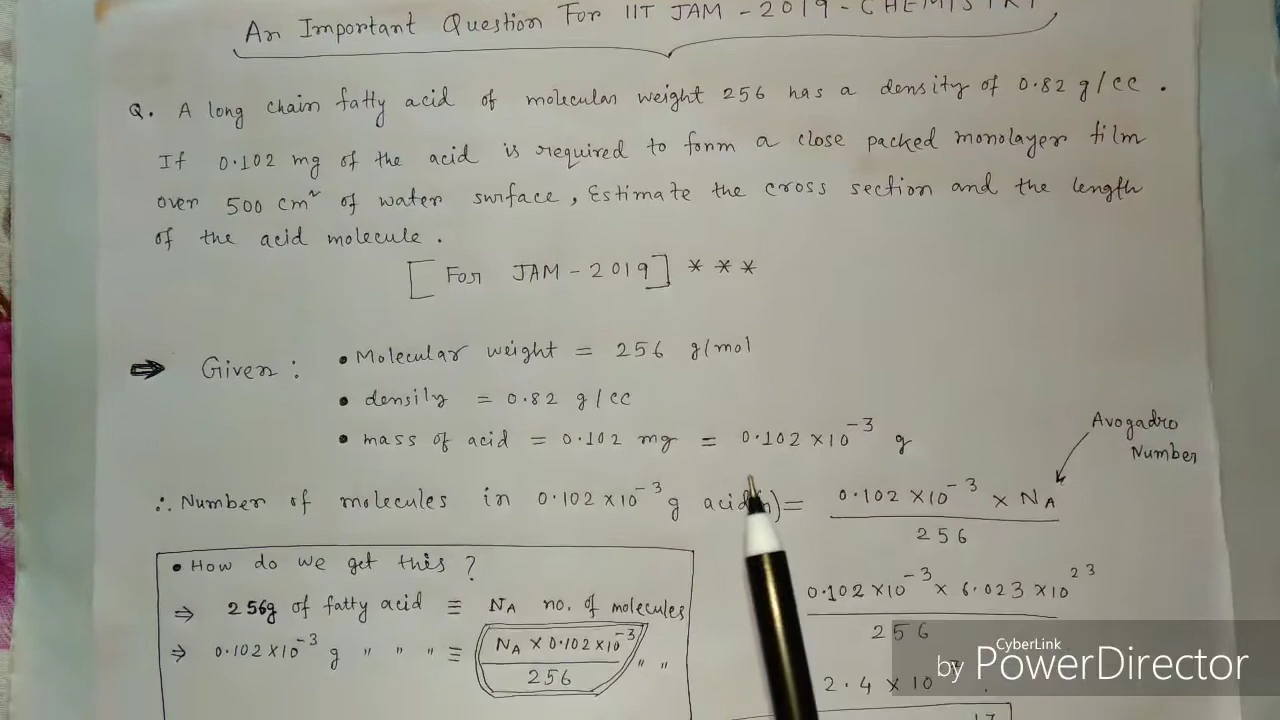 An Important Question For IIT JAM - 2019 - CHEMISTRY
Q. A long chain fatty acid of molecular weight 256 has a density of 0.82 g/cc .
If 0.102 mg of the acid is required to form a close packed monolayer film
over 500 cm² of water surface, Estimate the cross section and the length
of the acid molecule .
[For JAM - 2019] ***
⇒ Given : • Molecular weight = 256 g/mol
• density = 0.82 g/cc
• mass of acid = 0.102 mg = 0.102 × 10⁻³ g
Avogadro
Number
∴ Number of molecules in 0.102 × 10⁻³ g acid(n) = 0.102 × 10⁻³ × N_A / 256
• How do we get this ?
⇒ 256g of fatty acid ≡ N_A no. of molecules
⇒ 0.102 × 10⁻³ g " " " ≡ N_A × 0.102 × 10⁻³ / 256 " "
0.102 × 10⁻³ × 6.023 × 10²³ / 256
2.4 × 10
17
CyberLink
by PowerDirector